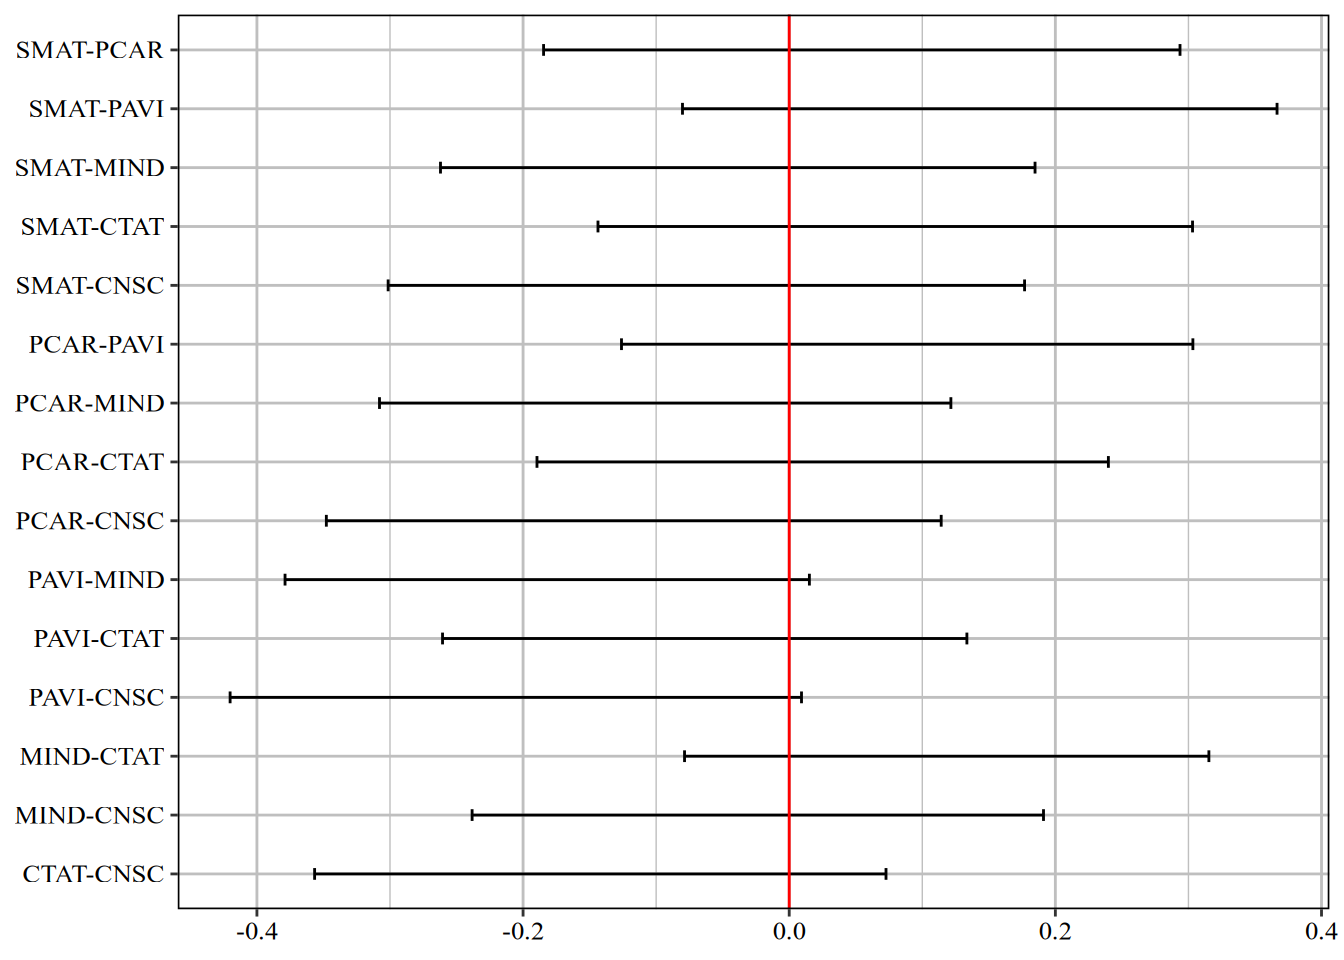 SMAT-PCAR
SMAT-PAVI
SMAT-MIND
SMAT-CTAT
SMAT-CNSC
PCAR-PAVI
PCAR-MIND
PCAR-CTAT
PCAR-CNSC
PAVI-MIND
PAVI-CTAT
PAVI-CNSC
MIND-CTAT
MIND-CNSC
CTAT-CNSC
-0.4 -0.2 0.0 0.2 0.4